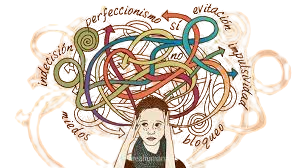 perfeccionismo
sí
evitación
indecisión
no
impulsividad
miedos
bloqueo